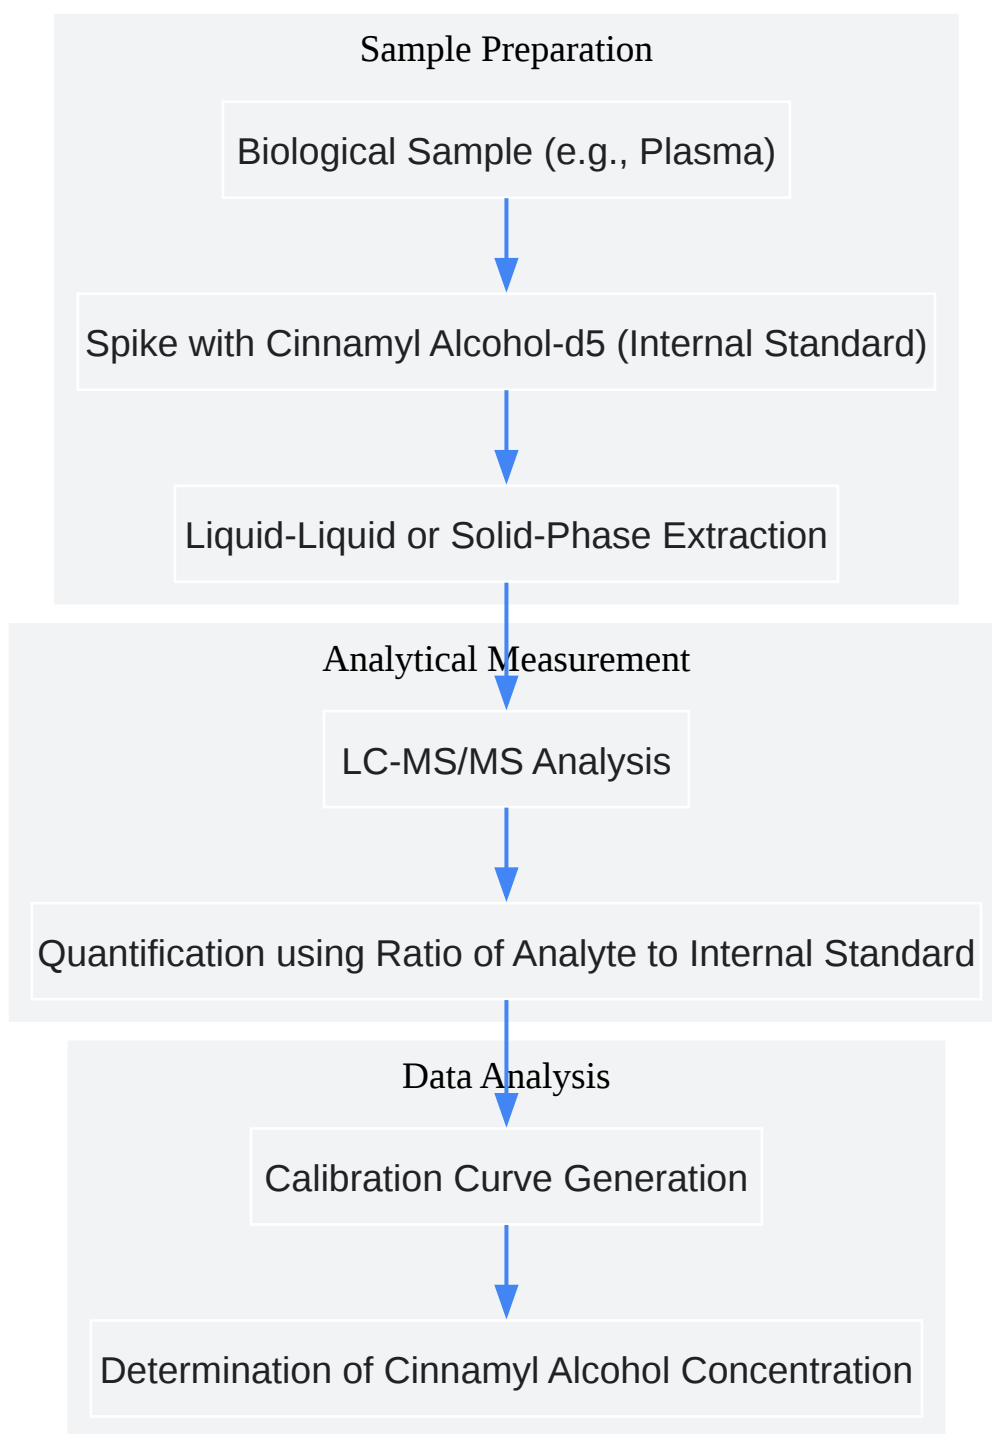 Sample Preparation
Biological Sample (e.g., Plasma)
Spike with Cinnamyl Alcohol-d5 (Internal Standard)
Liquid-Liquid or Solid-Phase Extraction
Analytical Measurement
LC-MS/MS Analysis
Quantification using Ratio of Analyte to Internal Standard
Data Analysis
Calibration Curve Generation
Determination of Cinnamyl Alcohol Concentration